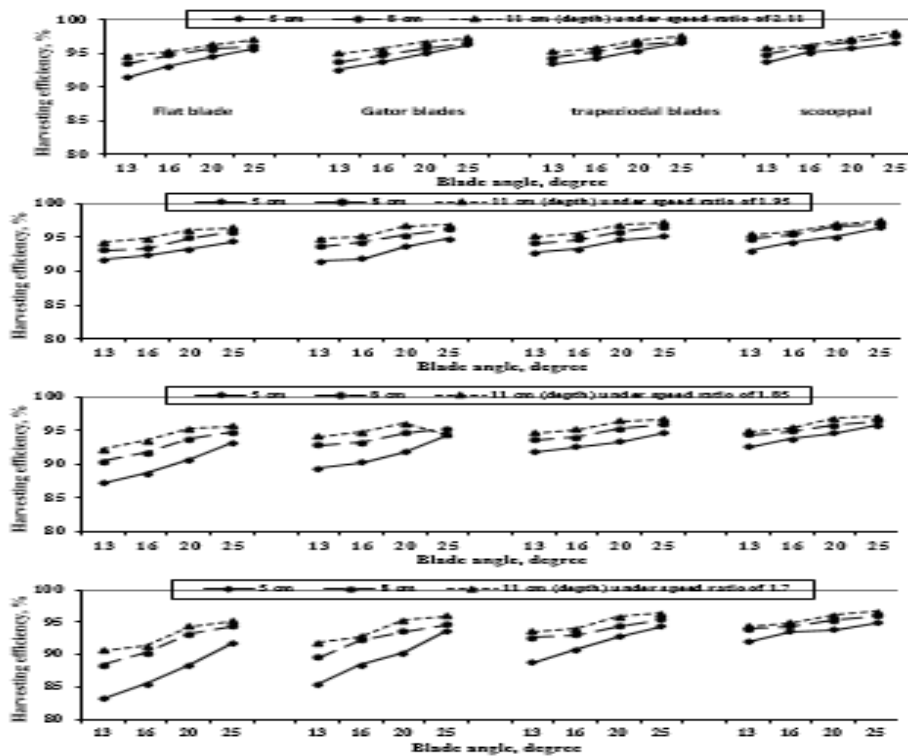 5 cm 8 cm 11 cm (depth) under speed ratio of 2.11
Harvesting efficiency, %
100
95
90
85
80
Flat blade Gator blades trapeziodal blades scooppal
13 16 20 25 13 16 20 25 13 16 20 25 13 16 20 25
Blade angle, degree
5 cm 8 cm 11 cm (depth) under speed ratio of 1.95
Harvesting efficiency, %
100
95
90
85
80
13 16 20 25 13 16 20 25 13 16 20 25 13 16 20 25
Blade angle, degree
5 cm 8 cm 11 cm (depth) under speed ratio of 1.85
Harvesting efficiency, %
100
95
90
85
80
13 16 20 25 13 16 20 25 13 16 20 25 13 16 20 25
Blade angle, degree
5 cm 8 cm 11 cm (depth) under speed ratio of 1.7
Harvesting efficiency, %
100
95
90
85
80
13 16 20 25 13 16 20 25 13 16 20 25 13 16 20 25
Blade angle, degree